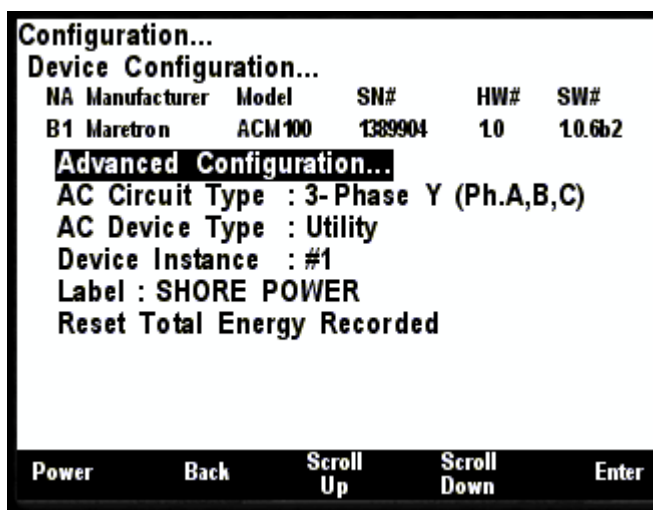 Configuration...
Device Configuration...
NA Manufacturer Model SN# HW# SW#
B1 Maretron ACM100 1389904 1.0 1.0.6b2
Advanced Configuration...
AC Circuit Type : 3-Phase Y (Ph.A,B,C)
AC Device Type : Utility
Device Instance : #1
Label : SHORE POWER
Reset Total Energy Recorded
Power Back Scroll Up Scroll Down Enter